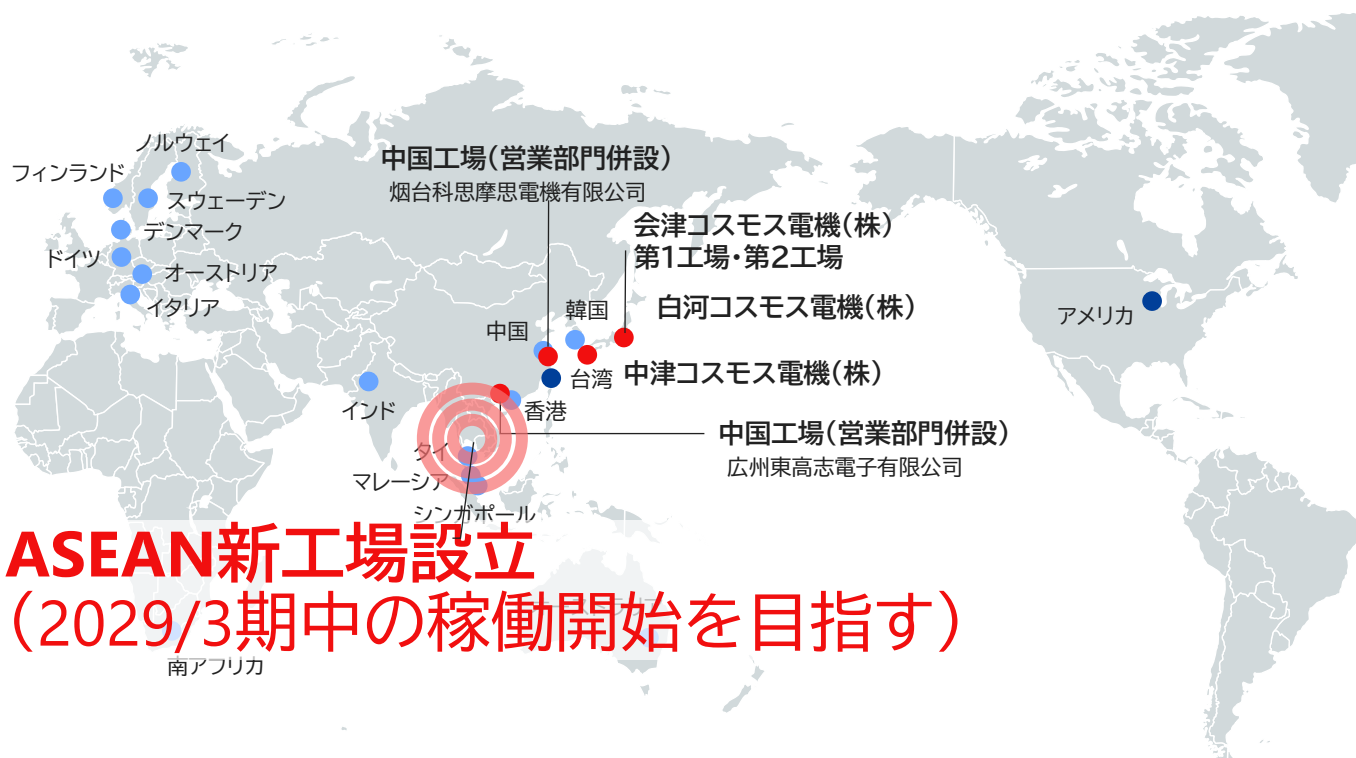 ノルウェイ
フィンランド
スウェーデン
デンマーク
ドイツ
オーストリア
イタリア
中国工場(営業部門併設)
烟台科思摩思電機有限公司
会津コスモス電機(株)
第1工場・第2工場
白河コスモス電機(株)
韓国
中国
台湾
中津コスモス電機(株)
アメリカ
インド
香港
中国工場(営業部門併設)
広州東高志電子有限公司
タイ
マレーシア
シンガポール
ASEAN新工場設立
(2029/3期中の稼働開始を目指す)
オーストラリア
南アフリカ